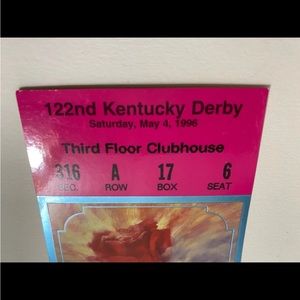 122nd Kentucky Derby
Saturday, May 4, 1996
Third Floor Clubhouse
316 A 17 6
SEC. ROW BOX SEAT